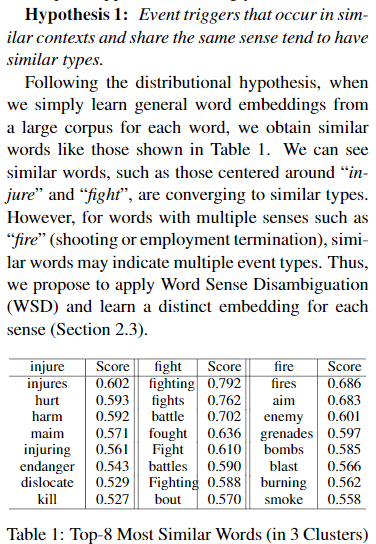 Hypothesis 1: Event triggers that occur in sim-
ilar contexts and share the same sense tend to have
similar types.
Following the distributional hypothesis, when
we simply learn general word embeddings from
a large corpus for each word, we obtain similar
words like those shown in Table 1. We can see
similar words, such as those centered around “in-
jure” and “fight”, are converging to similar types.
However, for words with multiple senses such as
“fire” (shooting or employment termination), simi-
lar words may indicate multiple event types. Thus,
we propose to apply Word Sense Disambiguation
(WSD) and learn a distinct embedding for each
sense (Section 2.3).
injure Score fight Score fire Score
injures 0.602 fighting 0.792 fires 0.686
hurt 0.593 fights 0.762 aim 0.683
harm 0.592 battle 0.702 enemy 0.601
maim 0.571 fought 0.636 grenades 0.597
injuring 0.561 Fight 0.610 bombs 0.585
endanger 0.543 battles 0.590 blast 0.566
dislocate 0.529 Fighting 0.588 burning 0.562
kill 0.527 bout 0.570 smoke 0.558
Table 1: Top-8 Most Similar Words (in 3 Clusters)